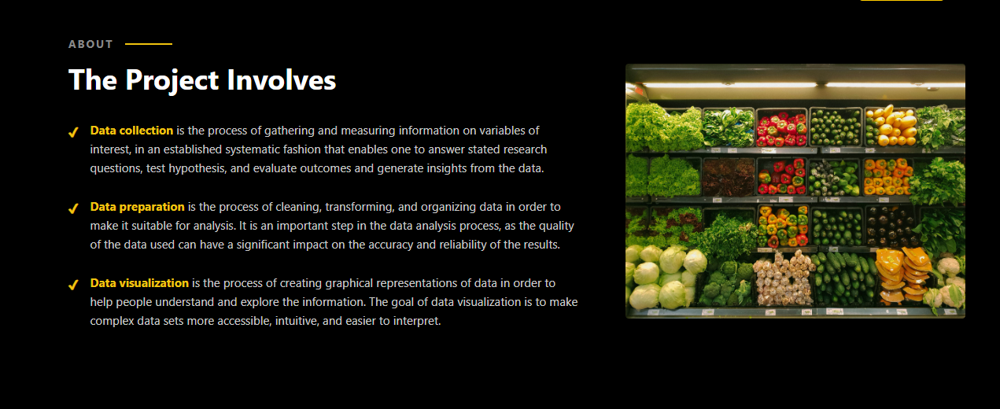 ABOUT
The Project Involves
Data collection is the process of gathering and measuring information on variables of
interest, in an established systematic fashion that enables one to answer stated research
questions, test hypothesis, and evaluate outcomes and generate insights from the data.
Data preparation is the process of cleaning, transforming, and organizing data in order to
make it suitable for analysis. It is an important step in the data analysis process, as the quality
of the data used can have a significant impact on the accuracy and reliability of the results.
Data visualization is the process of creating graphical representations of data in order to
help people understand and explore the information. The goal of data visualization is to make
complex data sets more accessible, intuitive, and easier to interpret.